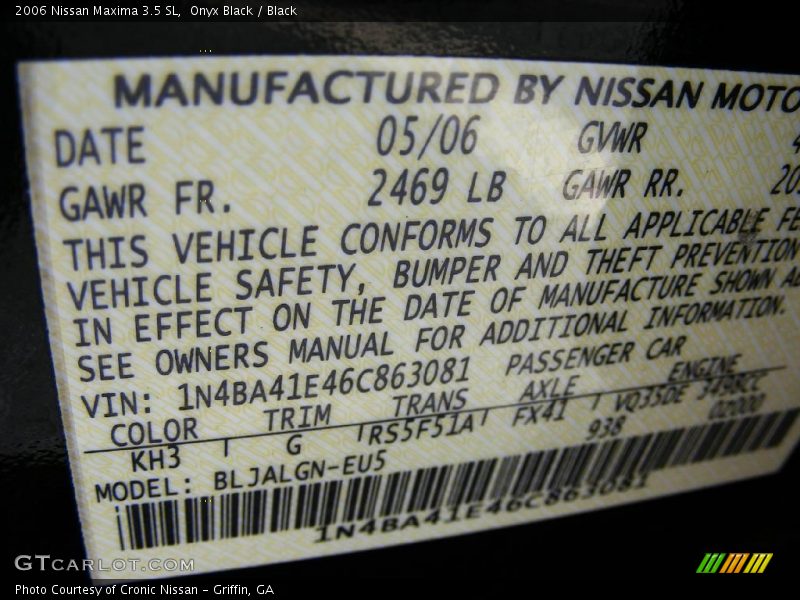 2006 Nissan Maxima 3.5 SL, Onyx Black / Black
MANUFACTURED BY NISSAN MOTO
DATE 05/06 GVWR 4
GAWR FR. 2469 LB GAWR RR. 20
THIS VEHICLE CONFORMS TO ALL APPLICABLE FE
VEHICLE SAFETY, BUMPER AND THEFT PREVENTION
IN EFFECT ON THE DATE OF MANUFACTURE SHOWN A
SEE OWNERS MANUAL FOR ADDITIONAL INFORMATION.
VIN: 1N4BA41E46C863081 PASSENGER CAR
COLOR TRIM TRANS AXLE ENGINE
KH3 G RS5F51A FX41 VQ35DE 3498CC
938 02000
MODEL: BLJALGN-EU5
1N4BA41E46C863081
GTCARLOT.COM
Photo Courtesy of Cronic Nissan - Griffin, GA